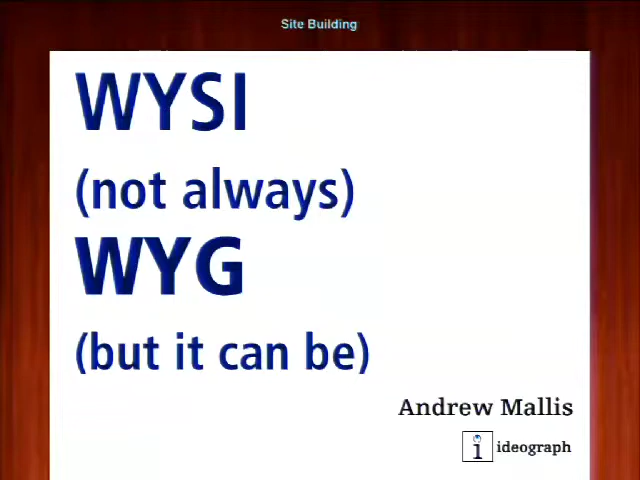 Site Building
WYSI
(not always)
WYG
(but it can be)
Andrew Mallis
i ideograph